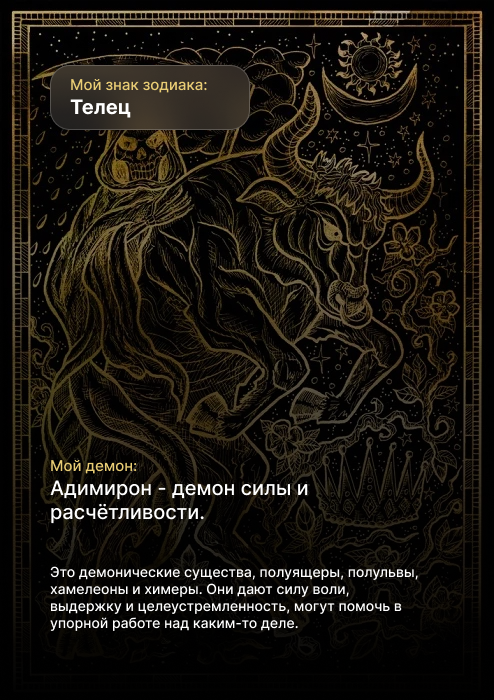 Мой знак зодиака:
Телец
Мой демон:
Адимирон - демон силы и
расчётливости.
Это демонические существа, полуящеры, полульвы,
хамелеоны и химеры. Они дают силу воли,
выдержку и целеустремленность, могут помочь в
упорной работе над каким-то деле.